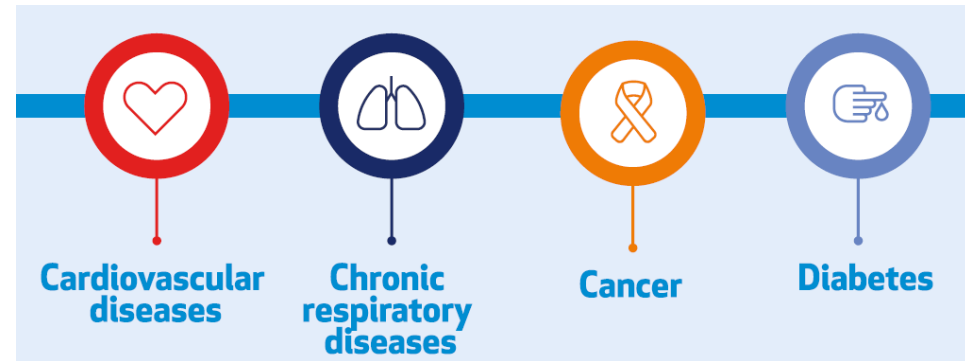 Cardiovascular
diseases
Chronic
respiratory
diseases
Cancer
Diabetes